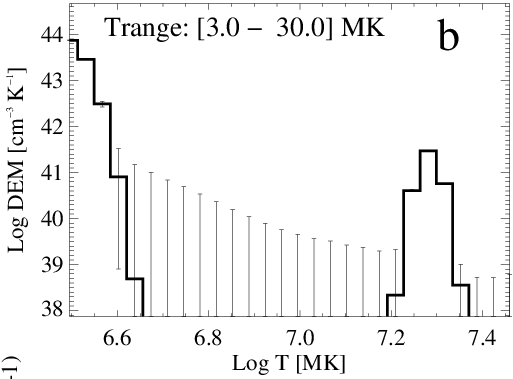 Trange: [3.0 – 30.0] MK
b
44
43
42
41
40
39
38
Log DEM [cm⁻³ K⁻¹]
6.6 6.8 7.0 7.2 7.4
Log T [MK]
-1)